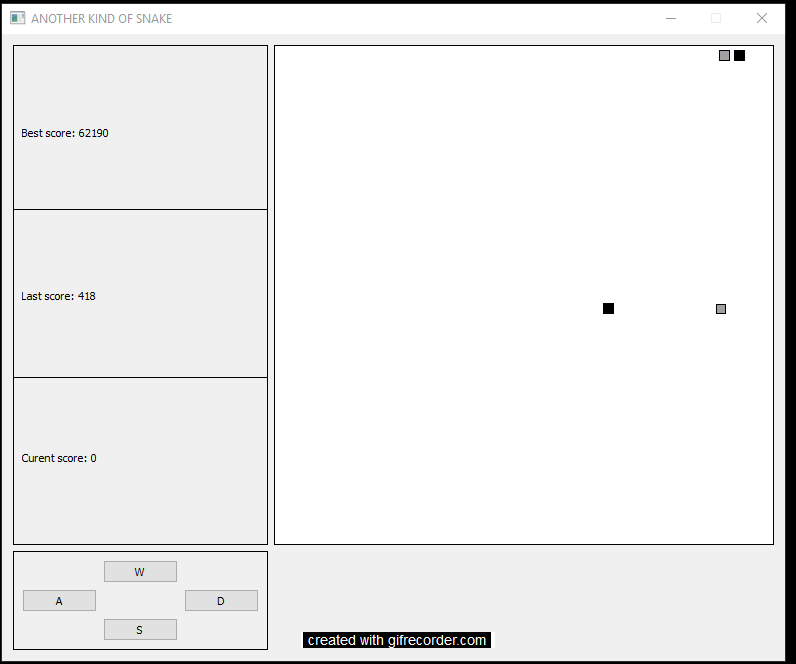 ANOTHER KIND OF SNAKE
Best score: 62190
Last score: 418
Curent score: 0
W
A
D
S
created with gifrecorder.com